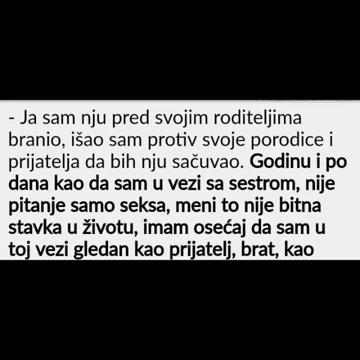 - Ja sam nju pred svojim roditeljima
branio, išao sam protiv svoje porodice i
prijatelja da bih nju sačuvao. Godinu i po
dana kao da sam u vezi sa sestrom, nije
pitanje samo seksa, meni to nije bitna
stavka u životu, imam osećaj da sam u
toj vezi gledan kao prijatelj, brat, kao